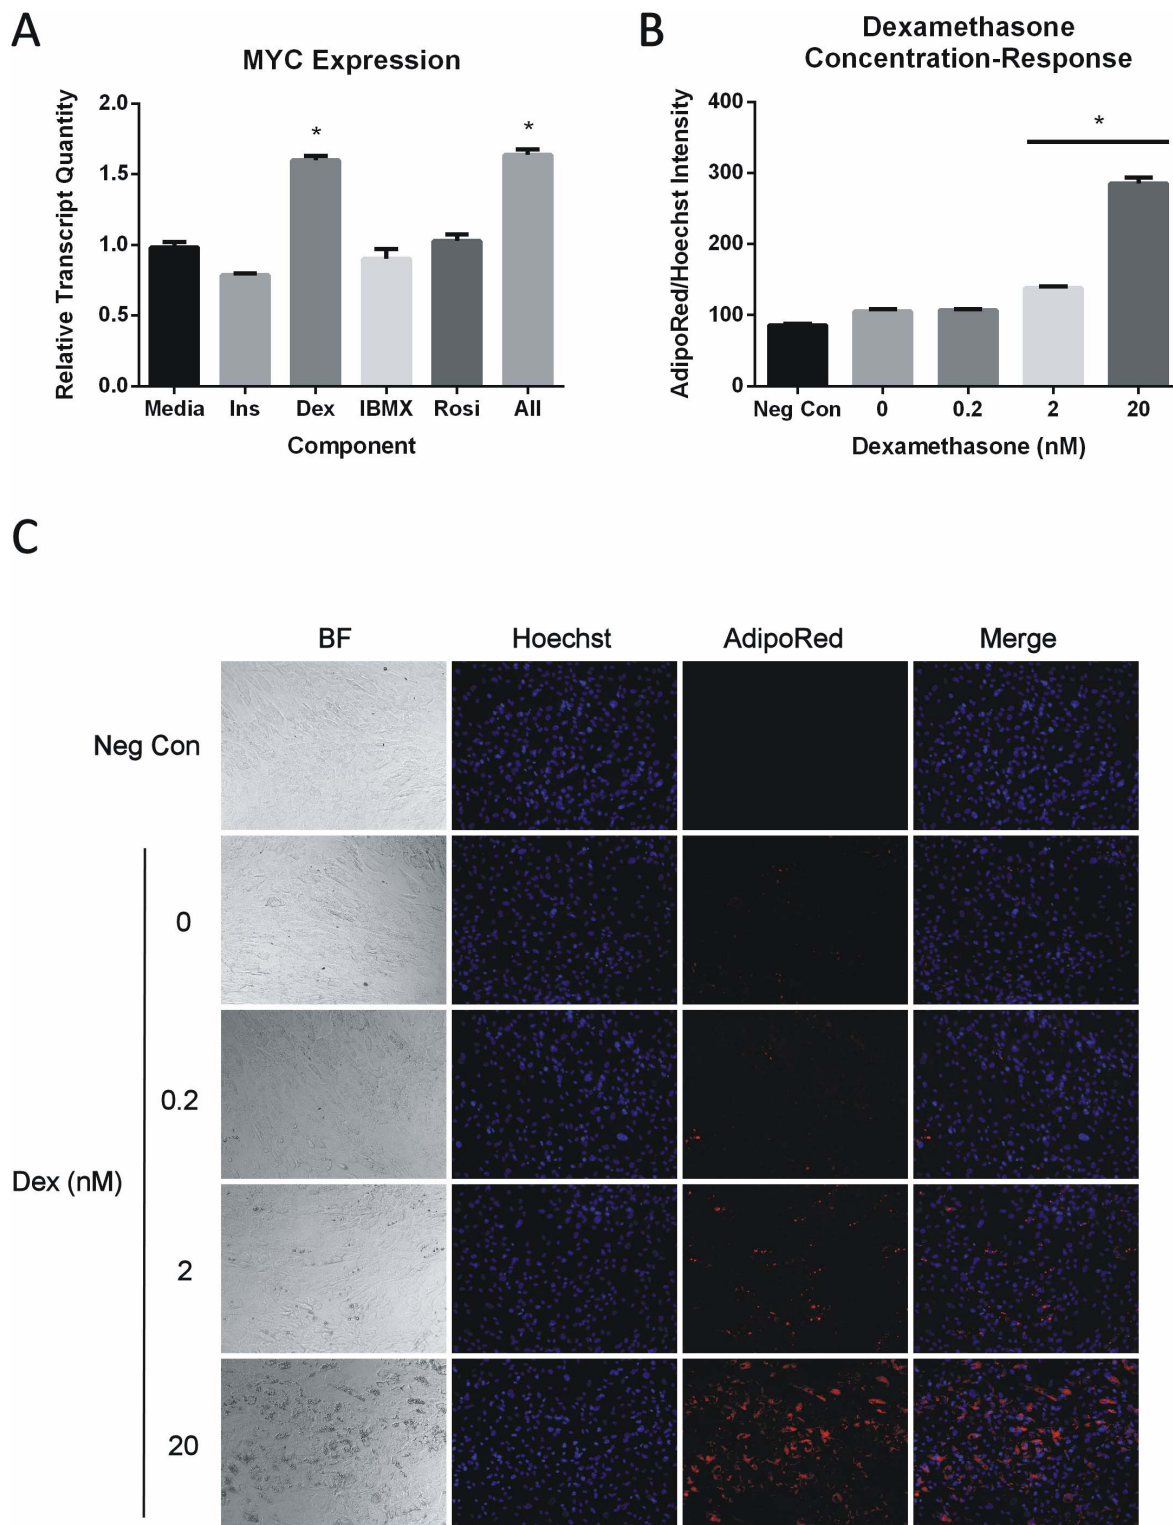 A
MYC Expression
Relative Transcript Quantity
2.0
1.5
1.0
0.5
0.0
*
*
Media Ins Dex IBMX Rosi All
Component
B
Dexamethasone
Concentration-Response
AdipoRed/Hoechst Intensity
400
300
200
100
0
*
Neg Con 0 0.2 2 20
Dexamethasone (nM)
C
BF Hoechst AdipoRed Merge
Neg Con
0
0.2
Dex (nM)
2
20